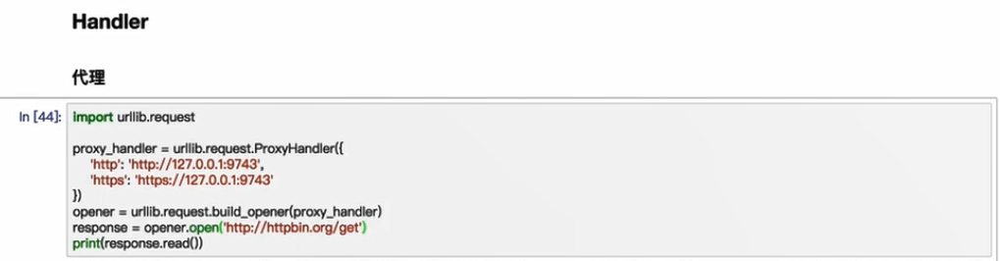 Handler
代理
In [44]:
import urllib.request
proxy_handler = urllib.request.ProxyHandler({
'http': 'http://127.0.0.1:9743',
'https': 'https://127.0.0.1:9743'
})
opener = urllib.request.build_opener(proxy_handler)
response = opener.open('http://httpbin.org/get')
print(response.read())